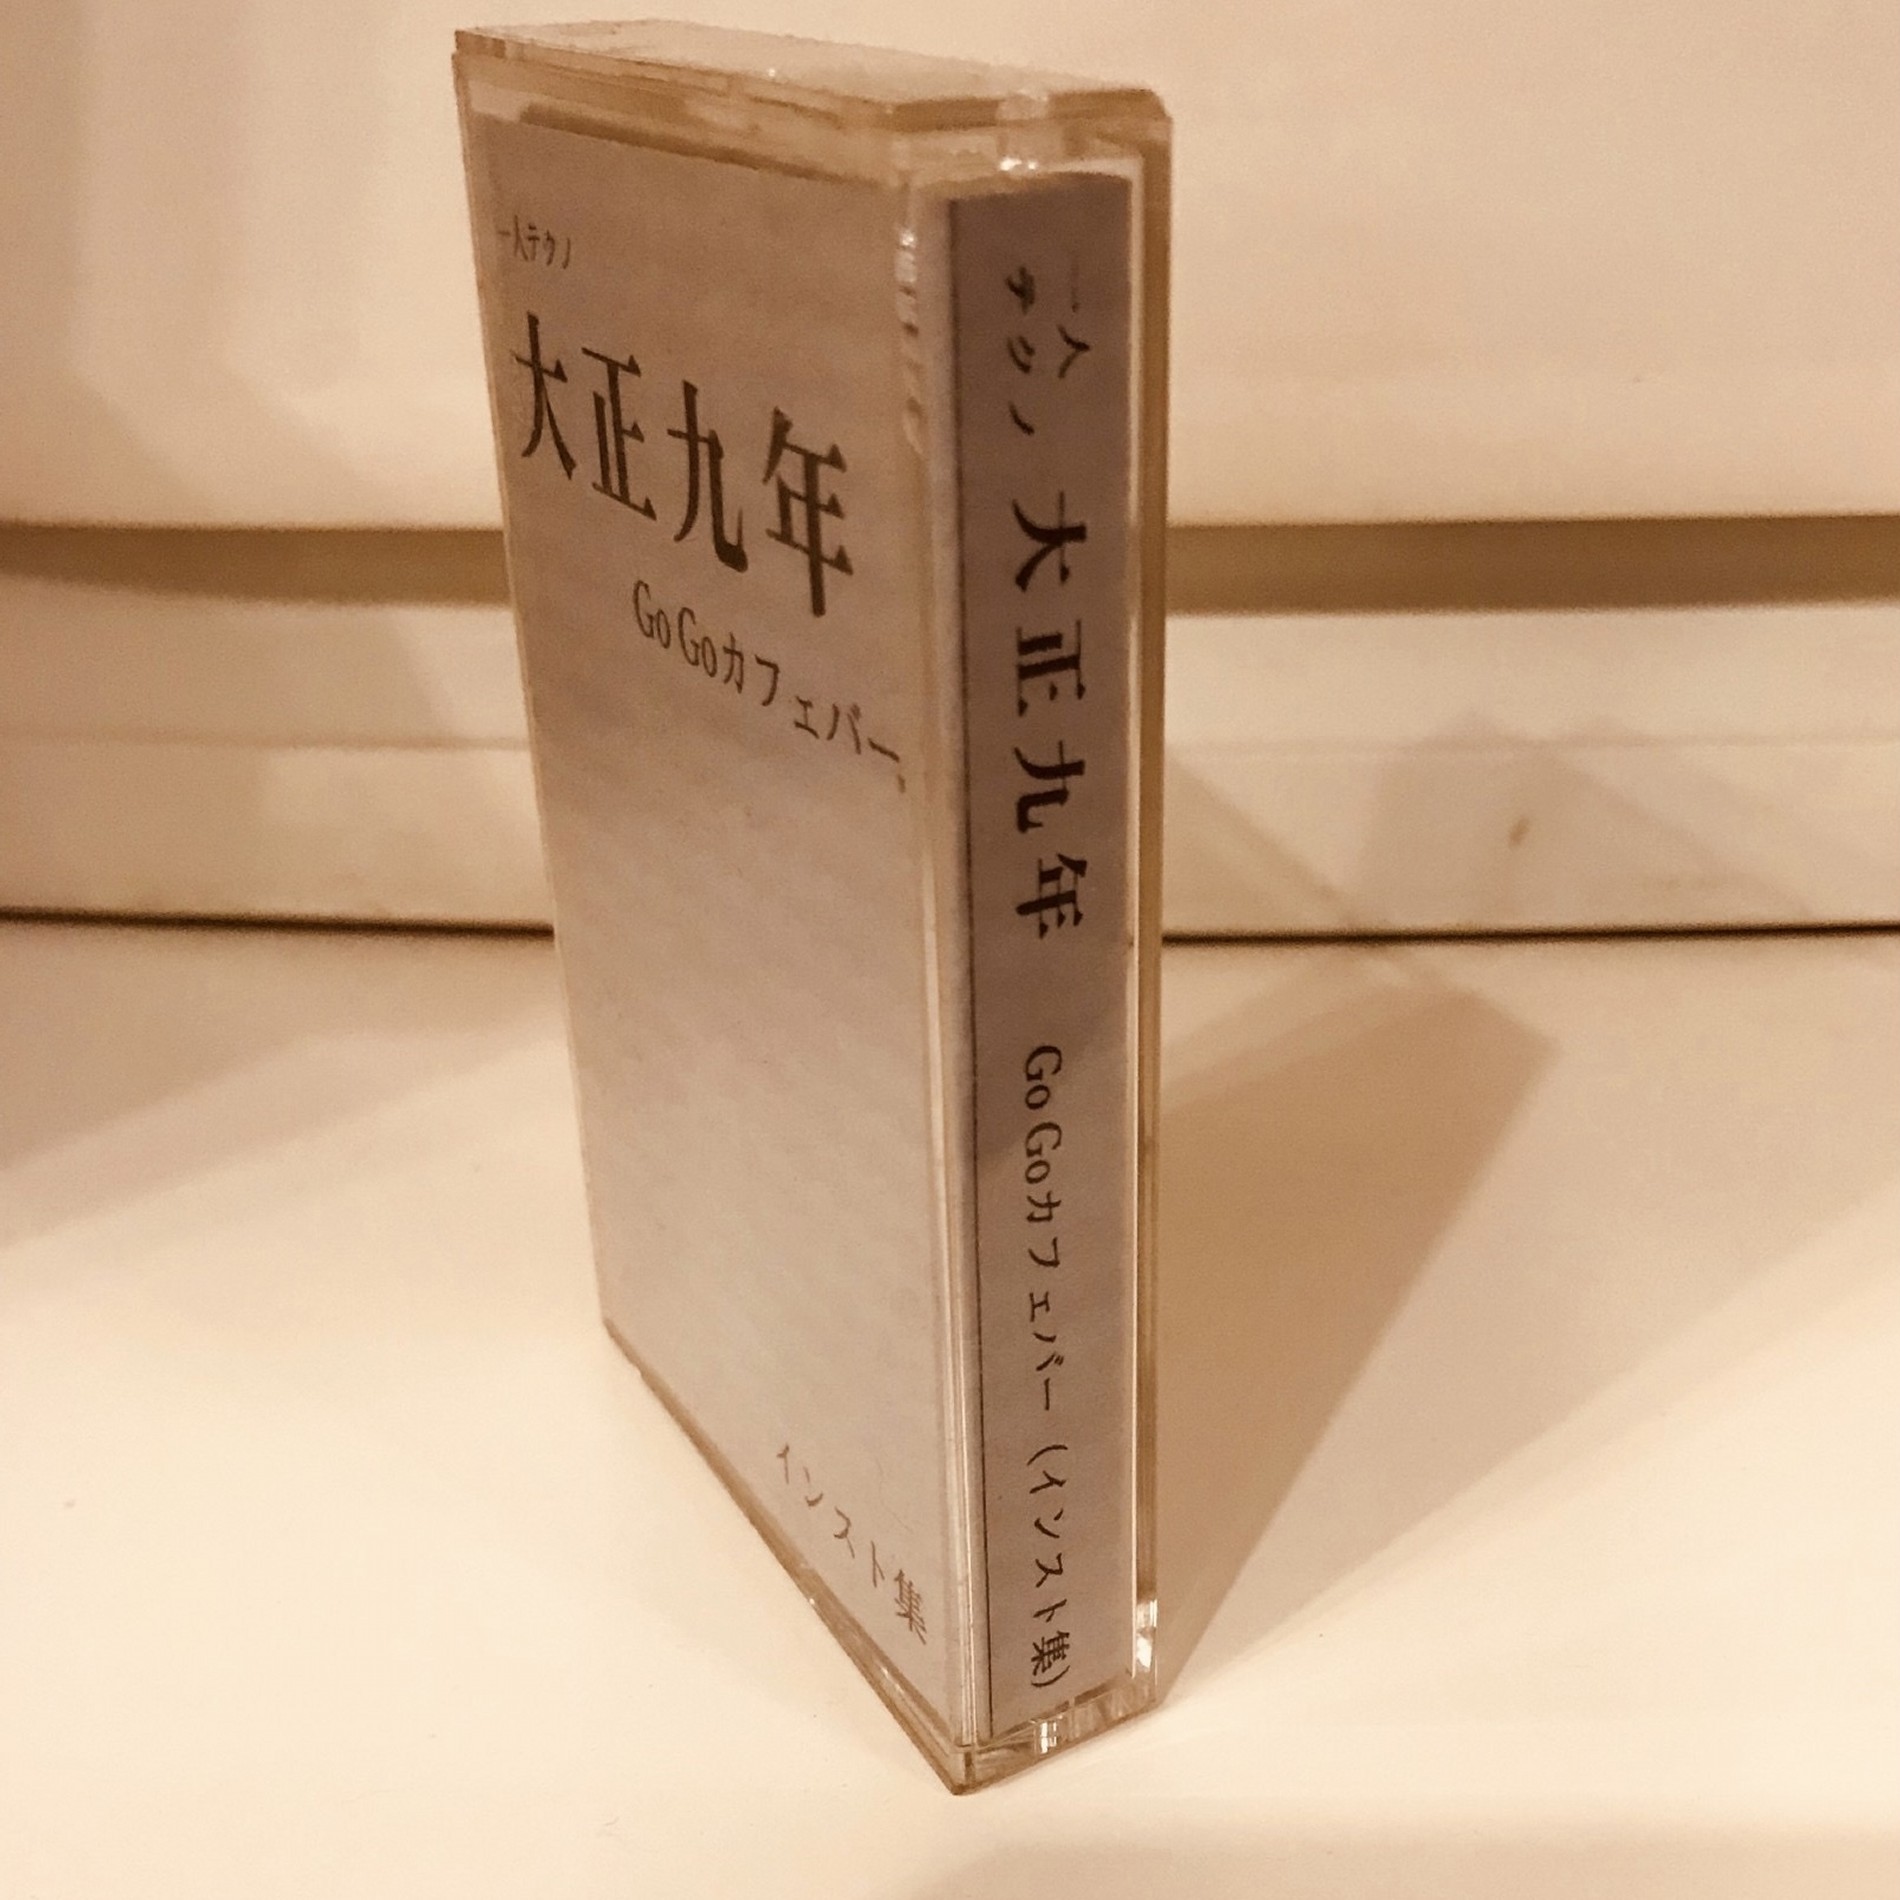 一人テクノ
大正九年
Go Goカフェバー
インスト集
一人
テクノ
大正九年 Go Goカフェバー (インスト集)